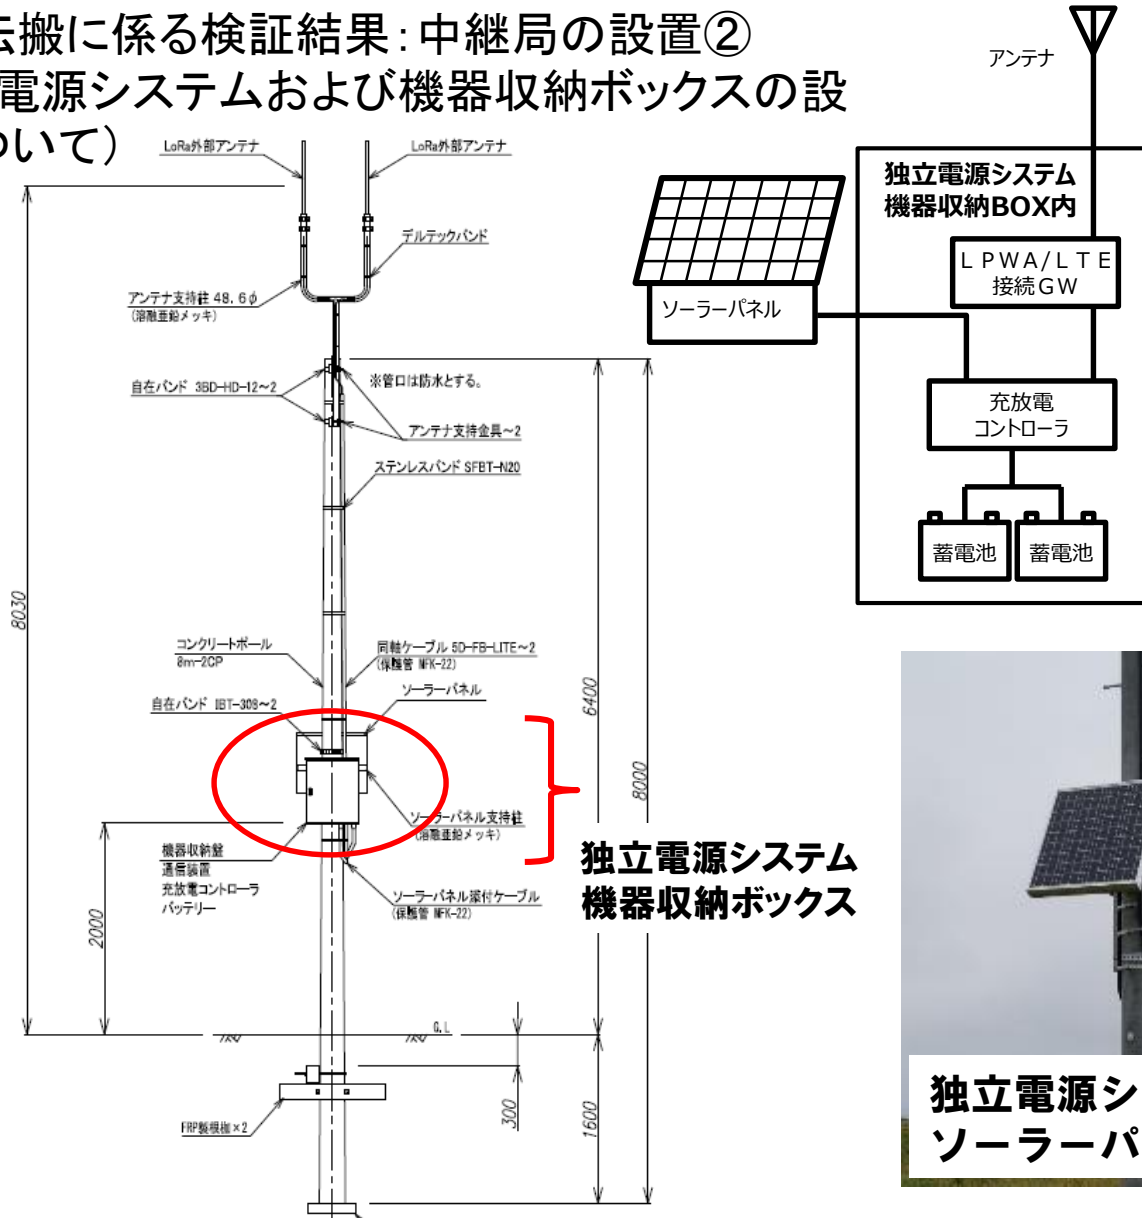 伝搬に係る検証結果：中継局の設置②
電源システムおよび機器収納ボックスの設
ついて）
LoRa外部アンテナ
LoRa外部アンテナ
デルテックバンド
アンテナ支持柱 48.6φ
(溶融亜鉛メッキ)
自在バンド 3BD-HD-12～2
※管口は防水とする。
アンテナ支持金具～2
ステンレスバンド SFBT-N20
8030
コンクリートポール
8m-2CP
同軸ケーブル 5D-FB-LITE～2
(保護管 MFK-22)
自在バンド IBT-308～2
ソーラーパネル
6400
8000
ソーラーパネル支持柱
(溶融亜鉛メッキ)
機器収納盤
通信装置
充放電コントローラ
バッテリー
ソーラーパネル添付ケーブル
(保護管 MFK-22)
2000
独立電源システム
機器収納ボックス
G.L
300
1600
FRP製根枷×2
アンテナ
独立電源システム
機器収納BOX内
ＬＰＷＡ/ＬＴＥ
接続ＧＷ
ソーラーパネル
充放電
コントローラ
蓄電池
蓄電池
独立電源シ
ソーラーパ